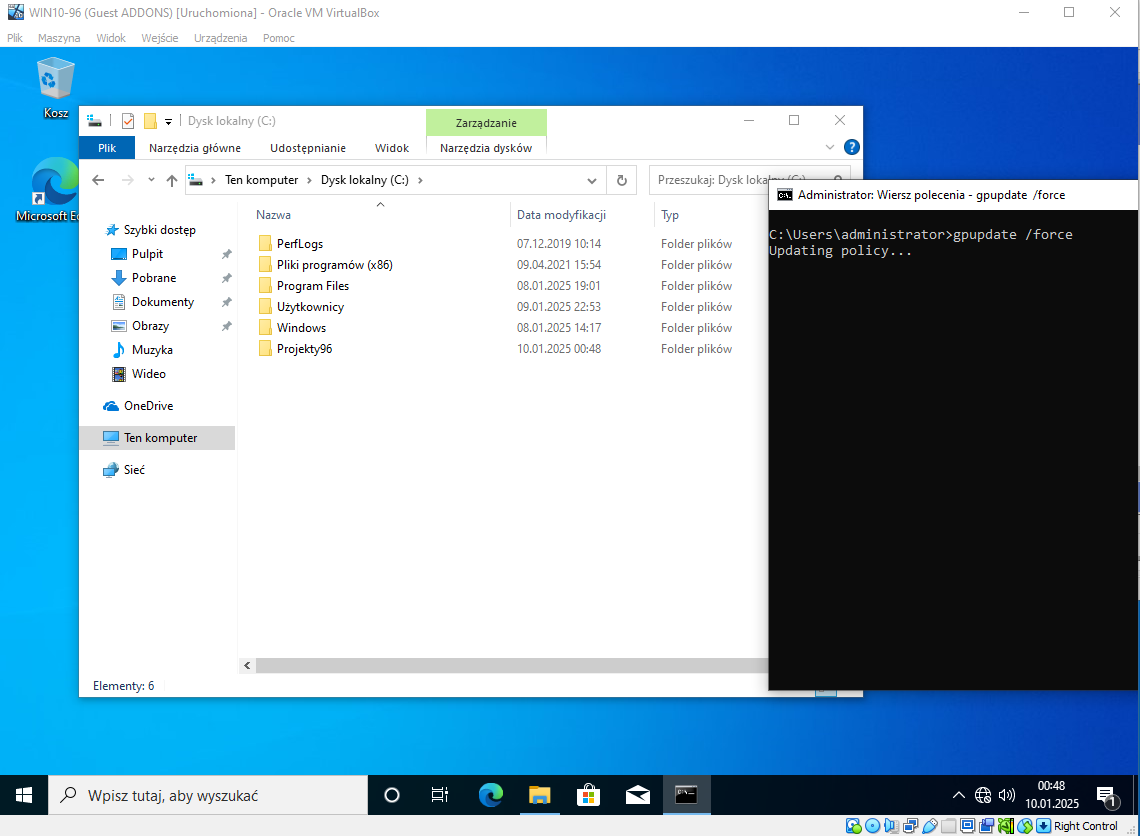 WIN10-96 (Guest ADDONS) [Uruchomiona] - Oracle VM VirtualBox
Plik Maszyna Widok Wejście Urządzenia Pomoc
Kosz
Microsoft Ed
Dysk lokalny (C:)
Zarządzanie
Plik Narzędzia główne Udostępnianie Widok Narzędzia dysków
Ten komputer Dysk lokalny (C:)
Przeszukaj: Dysk lokalny (C:)
Nazwa Data modyfikacji Typ
Szybki dostęp
Pulpit
Pobrane
Dokumenty
Obrazy
Muzyka
Wideo
OneDrive
Ten komputer
Sieć
PerfLogs 07.12.2019 10:14 Folder plików
Pliki programów (x86) 09.04.2021 15:54 Folder plików
Program Files 08.01.2025 19:01 Folder plików
Użytkownicy 09.01.2025 22:53 Folder plików
Windows 08.01.2025 14:17 Folder plików
Projekty96 10.01.2025 00:48 Folder plików
Elementy: 6
Administrator: Wiersz polecenia - gpupdate /force
C:\Users\administrator>gpupdate /force
Updating policy...
Wpisz tutaj, aby wyszukać
00:48
10.01.2025
1
Right Control